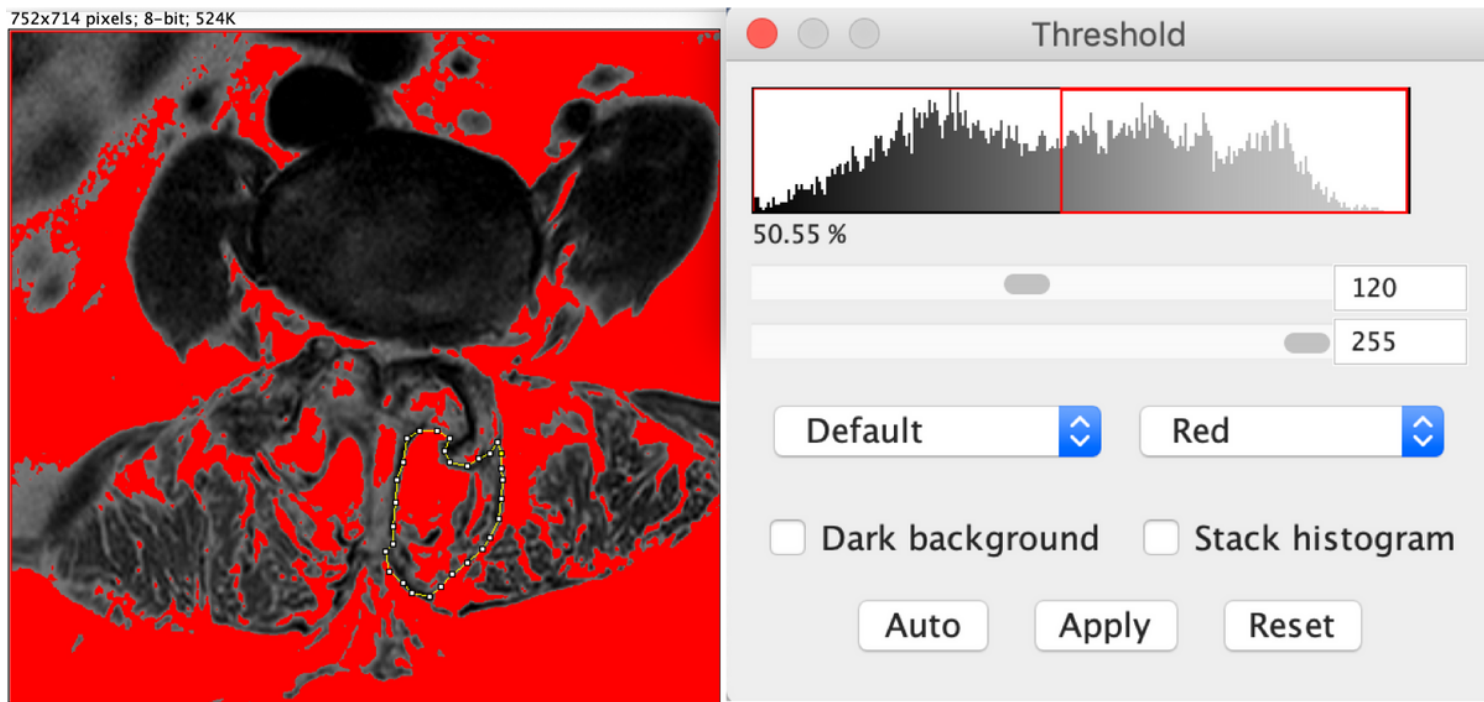 752x714 pixels; 8-bit; 524K
Threshold
50.55 %
120
255
Default
Red
Dark background
Stack histogram
Auto
Apply
Reset